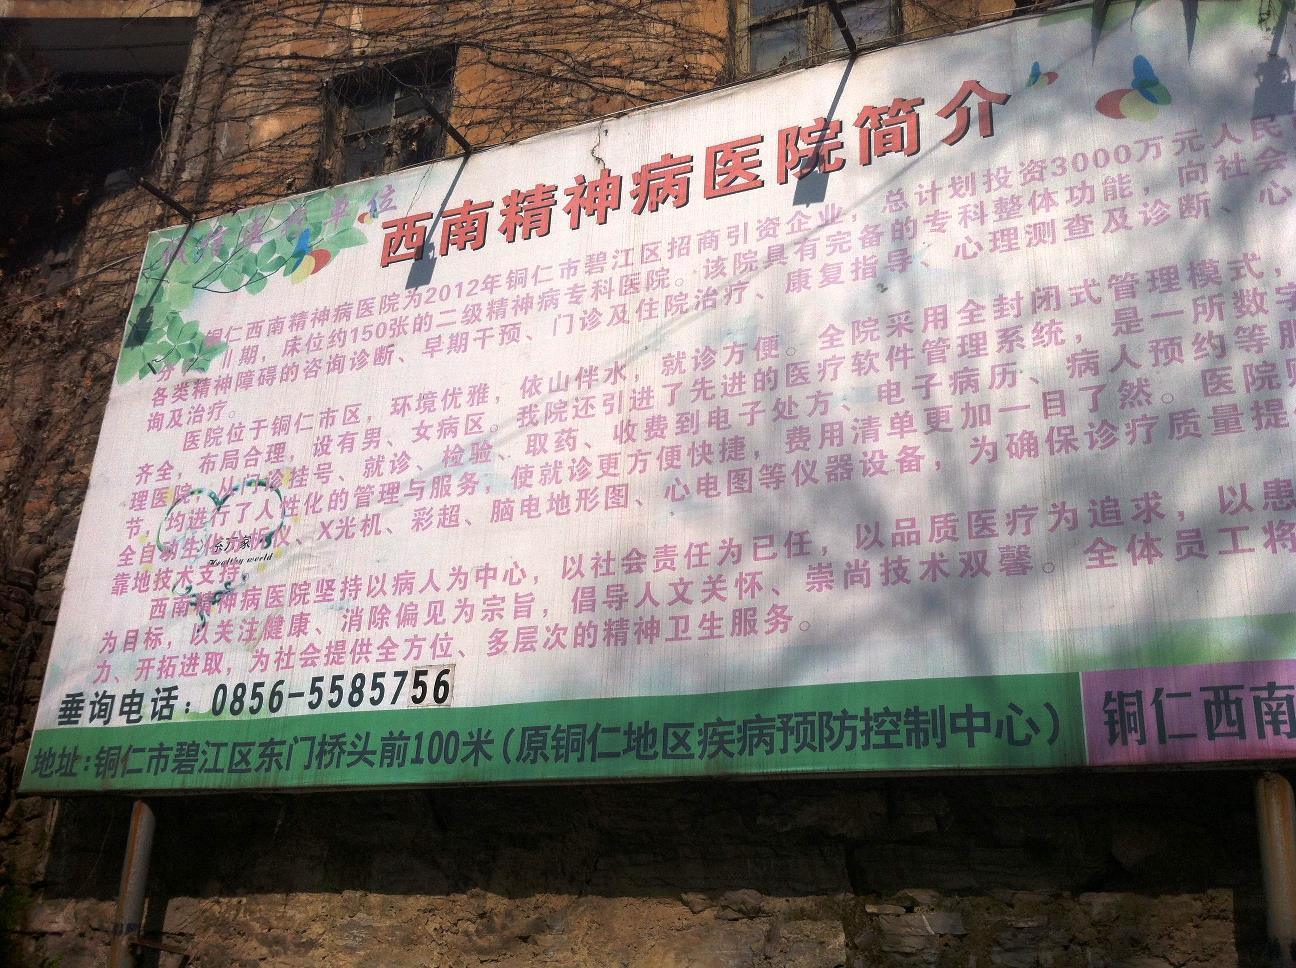 单位
西南精神病医院简介
铜仁西南精神病医院为2012年铜仁市碧江区招商引资企业，总计划投资3000万元人民
期，床位约150张的二级精神病专科医院。该院具有完备的专科整体功能，向社会
各类精神障碍的咨询诊断、早期干预、门诊及住院治疗、康复指导、心理测查及诊断、心
询及治疗。
医院位于铜仁市区，环境优雅，依山伴水，就诊方便。全院采用全封闭式管理模式，
齐全，布局合理，设有男、女病区。我院还引进了先进的医疗软件管理系统，是一所数字
理医院，从门诊挂号、就诊、检验、取药、收费到电子处方、电子病历、病人预约等服
节，均进行了人性化的管理与服务，使就诊更方便快捷，费用清单更加一目了然。医院
全自动生化分析仪、X光机、彩超、脑电地形图、心电图等仪器设备，为确保诊疗质量提
靠地技术支持。
万家
Healthy world
西南精神病医院坚持以病人为中心，以社会责任为已任，以品质医疗为追求，以患
为目标，以关注健康、消除偏见为宗旨，倡导人文关怀、崇尚技术双馨。全体员工将
力、开拓进取，为社会提供全方位、多层次的精神卫生服务。
垂询电话：0856-5585756
地址:铜仁市碧江区东门桥头前100米(原铜仁地区疾病预防控制中心)
铜仁西南